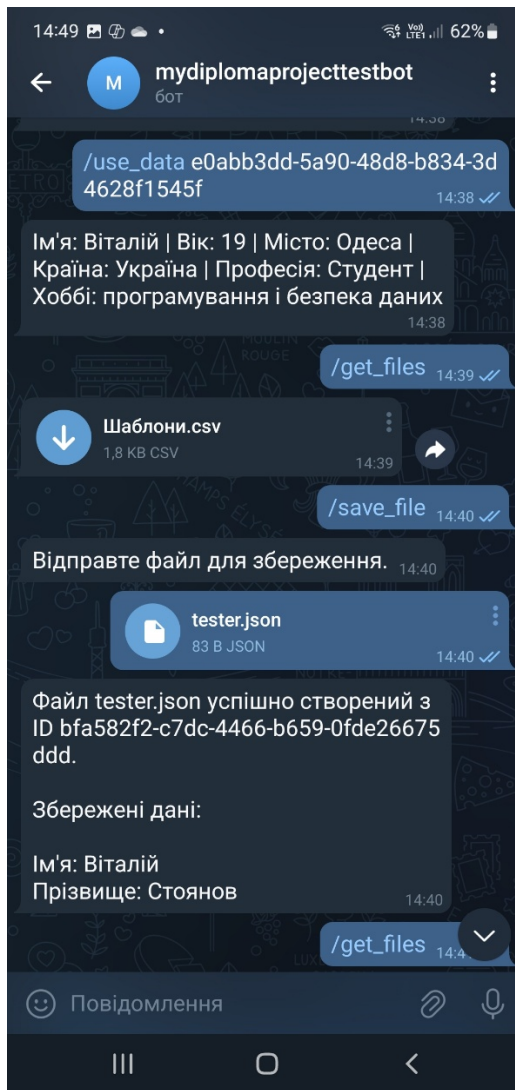 14:49 62%
M mydiplomaprojecttestbot
бот
14:38
/use_data e0abb3dd-5a90-48d8-b834-3d
4628f1545f
14:38
Ім'я: Віталій | Вік: 19 | Місто: Одеса |
Країна: Україна | Професія: Студент |
Хоббі: програмування і безпека даних
14:38
/get_files 14:39
Шаблони.csv
1,8 KB CSV
14:39
/save_file 14:40
Відправте файл для збереження. 14:40
tester.json
83 B JSON
14:40
Файл tester.json успішно створений з
ID bfa582f2-c7dc-4466-b659-0fde26675
ddd.
Збережені дані:
Ім'я: Віталій
Прізвище: Стоянов
14:40
/get_files
Повідомлення